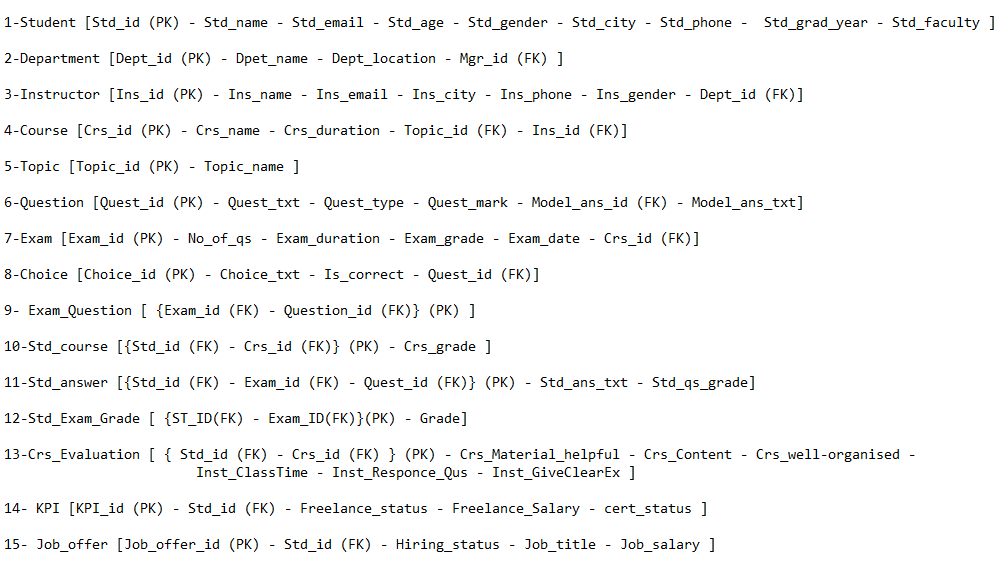 1-Student [Std_id (PK) - Std_name - Std_email - Std_age - Std_gender - Std_city - Std_phone -  Std_grad_year - Std_faculty ]
2-Department [Dept_id (PK) - Dpet_name - Dept_location - Mgr_id (FK) ]
3-Instructor [Ins_id (PK) - Ins_name - Ins_email - Ins_city - Ins_phone - Ins_gender - Dept_id (FK)]
4-Course [Crs_id (PK) - Crs_name - Crs_duration - Topic_id (FK) - Ins_id (FK)]
5-Topic [Topic_id (PK) - Topic_name ]
6-Question [Quest_id (PK) - Quest_txt - Quest_type - Quest_mark - Model_ans_id (FK) - Model_ans_txt]
7-Exam [Exam_id (PK) - No_of_qs - Exam_duration - Exam_grade - Exam_date - Crs_id (FK)]
8-Choice [Choice_id (PK) - Choice_txt - Is_correct - Quest_id (FK)]
9- Exam_Question [ {Exam_id (FK) - Question_id (FK)} (PK) ]
10-Std_course [{Std_id (FK) - Crs_id (FK)} (PK) - Crs_grade ]
11-Std_answer [{Std_id (FK) - Exam_id (FK) - Quest_id (FK)} (PK) - Std_ans_txt - Std_qs_grade]
12-Std_Exam_Grade [ {ST_ID(FK) - Exam_ID(FK)}(PK) - Grade]
13-Crs_Evaluation [ { Std_id (FK) - Crs_id (FK) } (PK) - Crs_Material_helpful - Crs_Content - Crs_well-organised -
Inst_ClassTime - Inst_Responce_Qus - Inst_GiveClearEx ]
14- KPI [KPI_id (PK) - Std_id (FK) - Freelance_status - Freelance_Salary - cert_status ]
15- Job_offer [Job_offer_id (PK) - Std_id (FK) - Hiring_status - Job_title - Job_salary ]